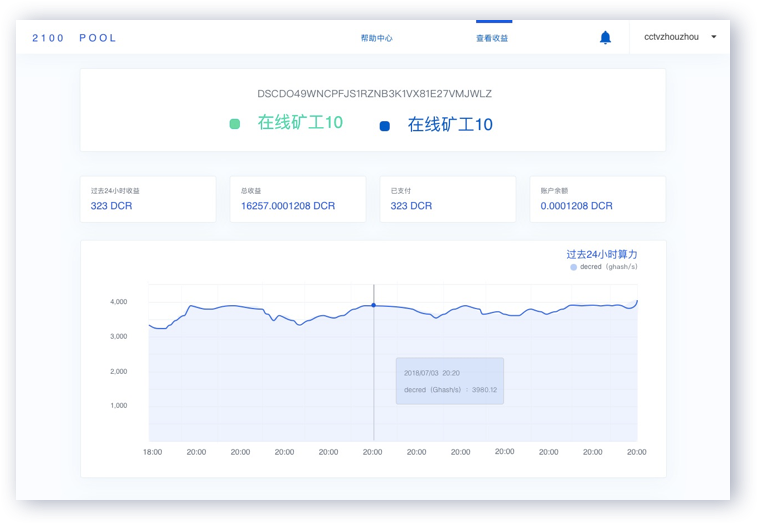 2100 POOL 帮助中心 查看收益 cctvzhouzhou
DSCDO49WNCPFJS1RZNB3K1VX81E27VMJWLZ
在线矿工10 在线矿工10
过去24小时收益 总收益 已支付 账户余额
323 DCR 16257.0001208 DCR 323 DCR 0.0001208 DCR
过去24小时算力
decred (ghash/s)
4,000
3,000
2018/07/03 20:20
2,000
decred (Ghash/s) : 3980.12
1,000
18:00 20:00 20:00 20:00 20:00 20:00 20:00 20:00 20:00 20:00 20:00 20:00